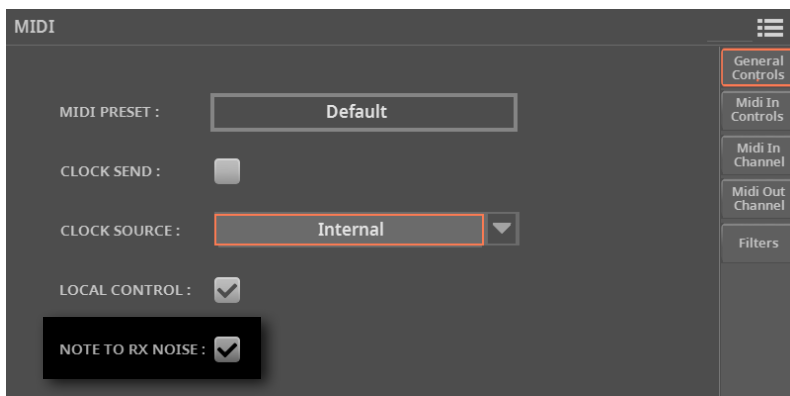 MIDI
General
Controls
MIDI PRESET :
Default
Midi In
Controls
CLOCK SEND :
Midi In
Channel
Midi Out
Channel
CLOCK SOURCE :
Internal
Filters
LOCAL CONTROL :
NOTE TO RX NOISE :